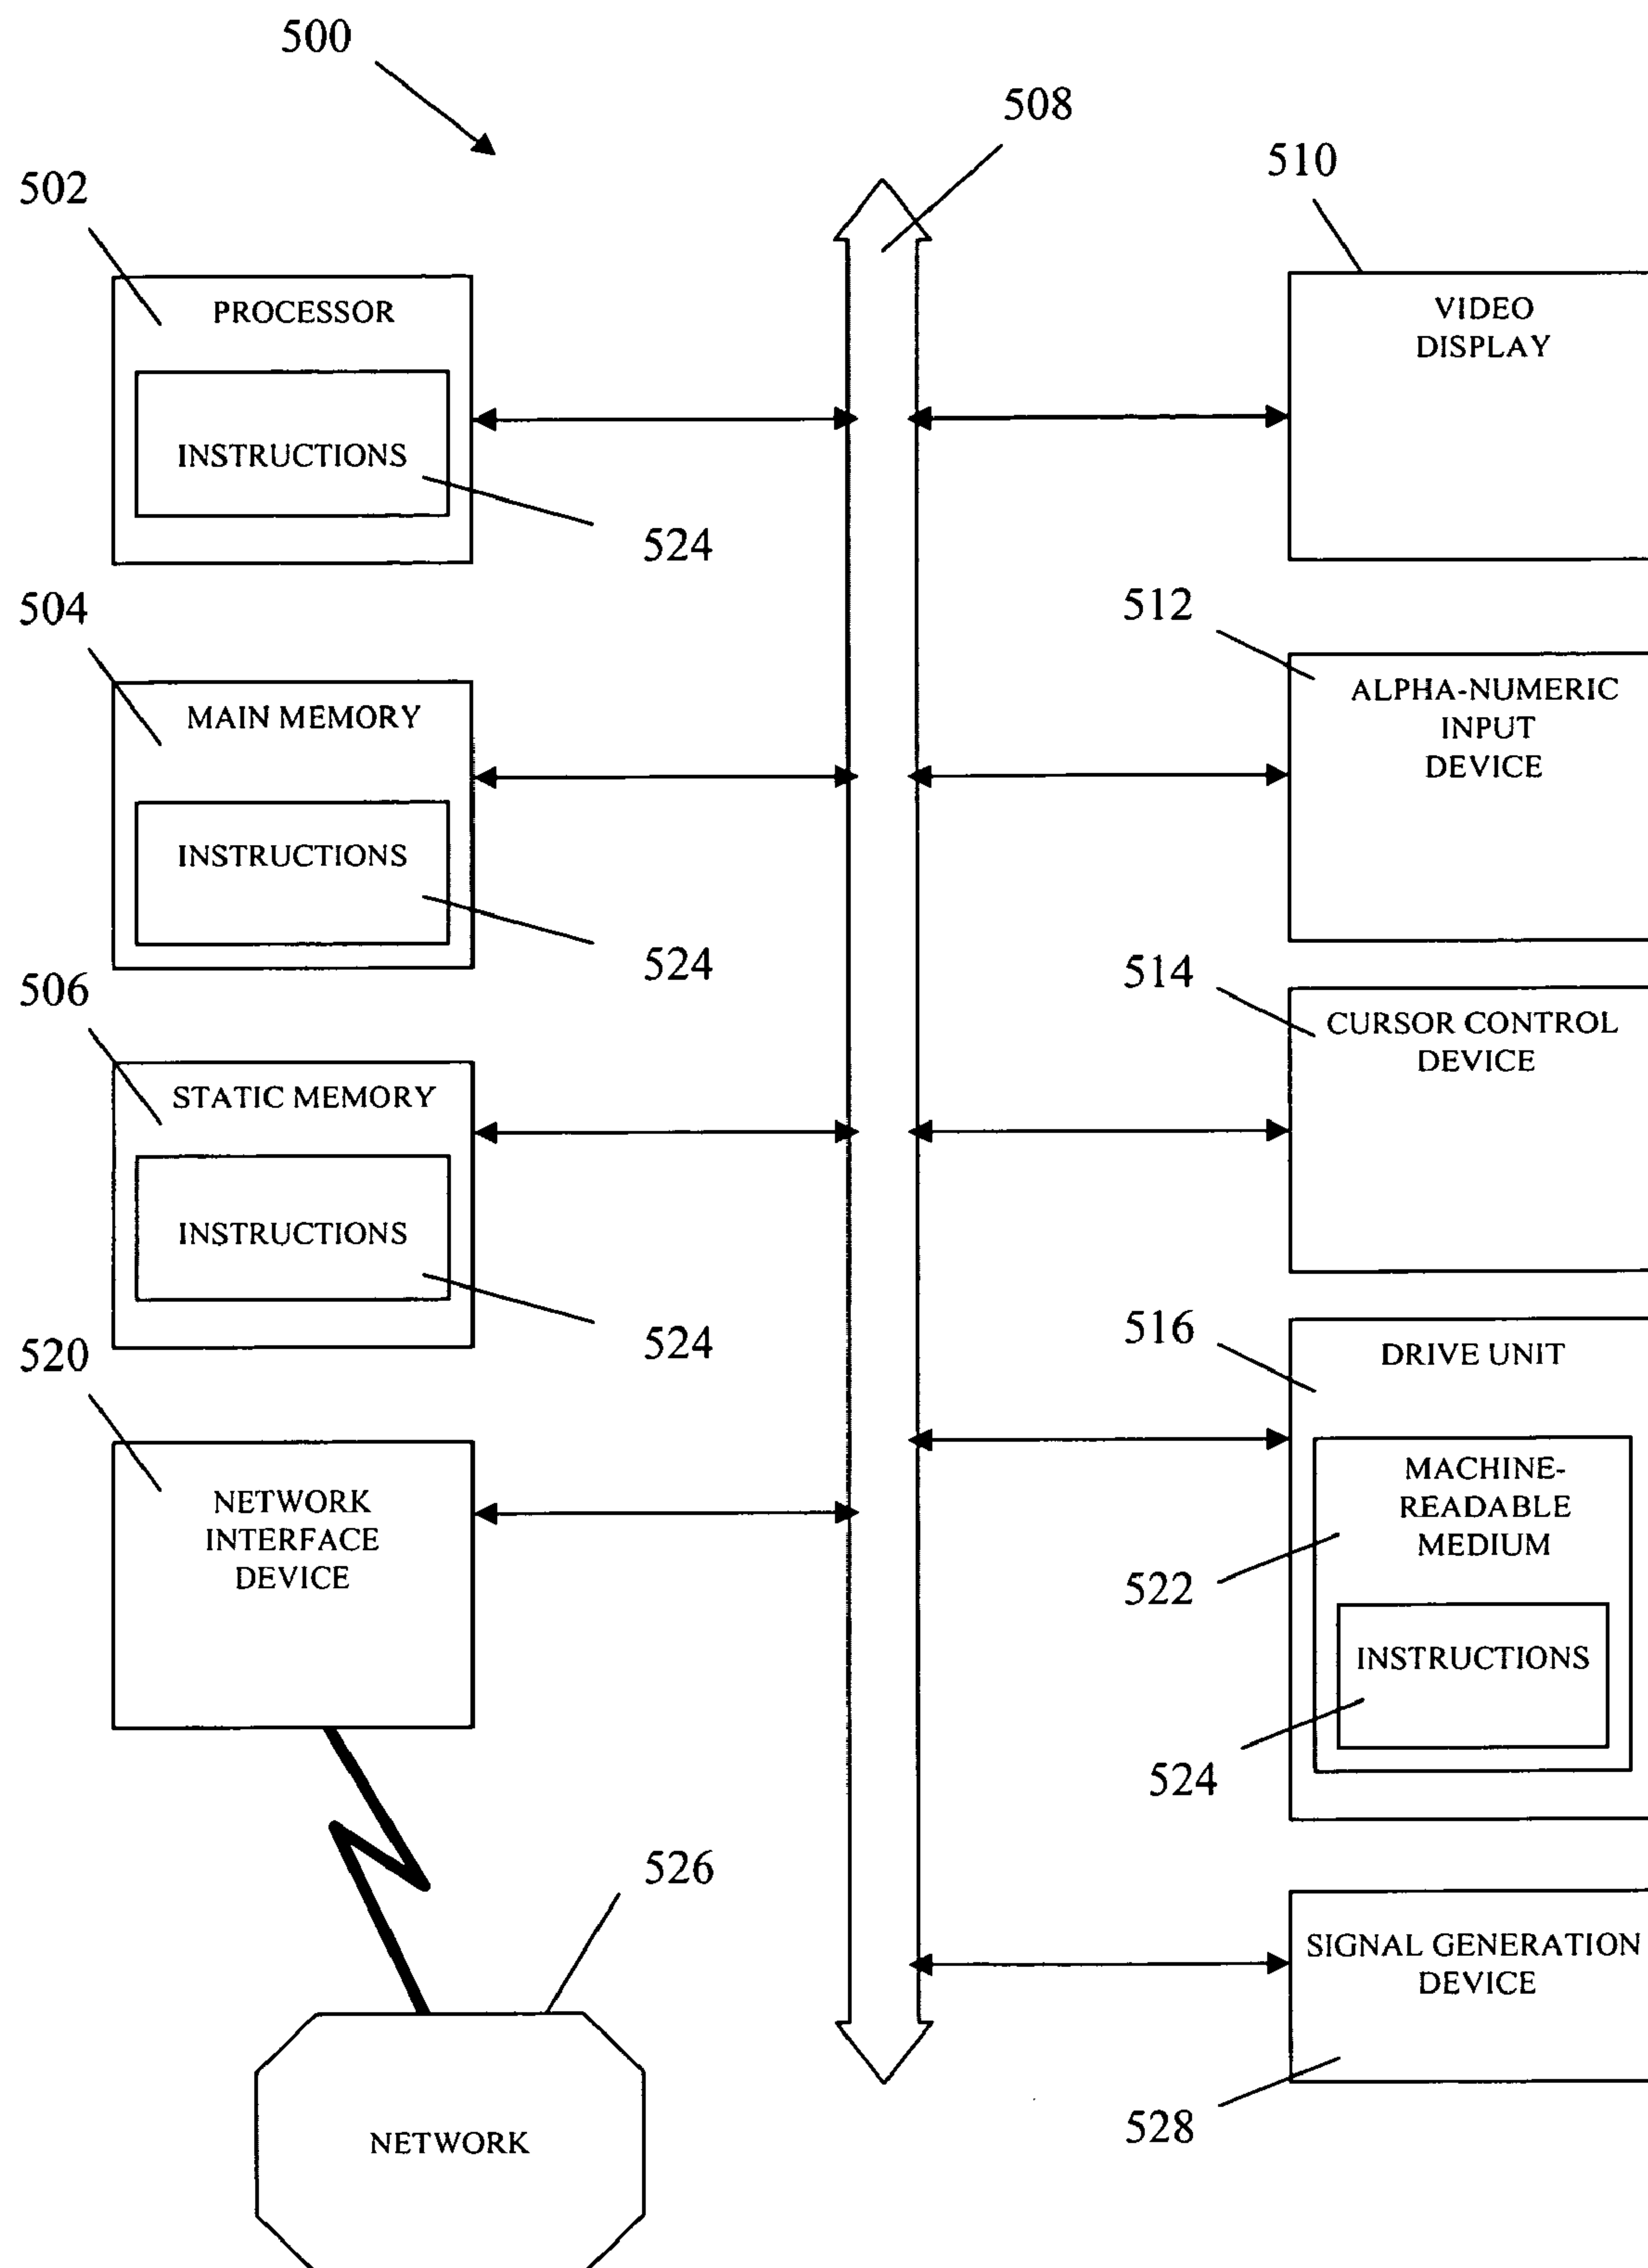 500
508
510
502
PROCESSOR
INSTRUCTIONS
524
VIDEO
DISPLAY
504
MAIN MEMORY
INSTRUCTIONS
524
512
ALPHA-NUMERIC
INPUT
DEVICE
506
STATIC MEMORY
INSTRUCTIONS
524
514
CURSOR CONTROL
DEVICE
520
NETWORK
INTERFACE
DEVICE
516
DRIVE UNIT
MACHINE-
READABLE
MEDIUM
522
INSTRUCTIONS
524
526
NETWORK
SIGNAL GENERATION
DEVICE
528